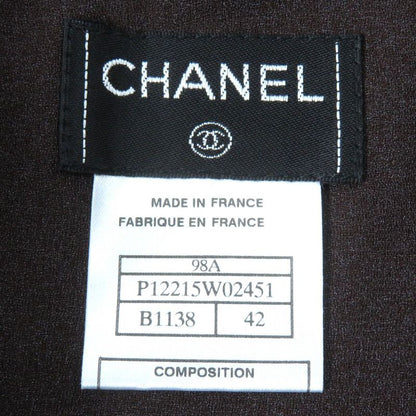 CHANEL
MADE IN FRANCE
FABRIQUE EN FRANCE
98A
P12215W02451
B1138 42
COMPOSITION